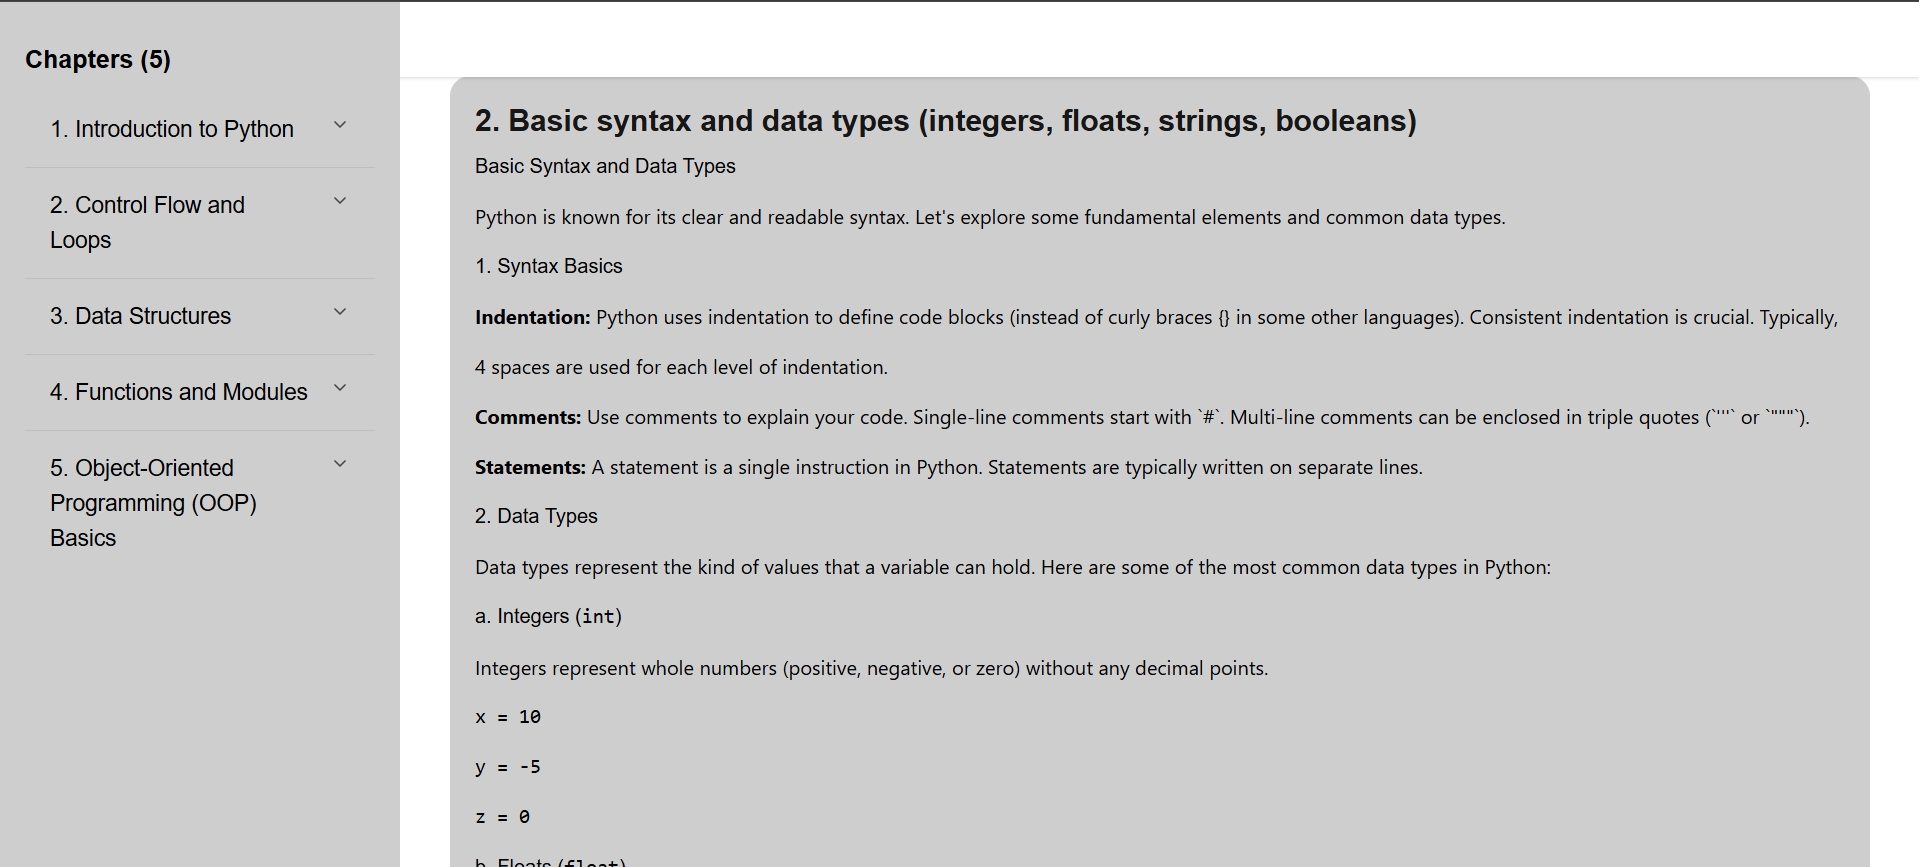 Chapters (5)
1. Introduction to Python
2. Control Flow and
Loops
3. Data Structures
4. Functions and Modules
5. Object-Oriented
Programming (OOP)
Basics
2. Basic syntax and data types (integers, floats, strings, booleans)
Basic Syntax and Data Types
Python is known for its clear and readable syntax. Let's explore some fundamental elements and common data types.
1. Syntax Basics
Indentation: Python uses indentation to define code blocks (instead of curly braces {} in some other languages). Consistent indentation is crucial. Typically,
4 spaces are used for each level of indentation.
Comments: Use comments to explain your code. Single-line comments start with `#`. Multi-line comments can be enclosed in triple quotes (`'''` or `"""`).
Statements: A statement is a single instruction in Python. Statements are typically written on separate lines.
2. Data Types
Data types represent the kind of values that a variable can hold. Here are some of the most common data types in Python:
a. Integers (int)
Integers represent whole numbers (positive, negative, or zero) without any decimal points.
x = 10
y = -5
z = 0
b. Floats (float)